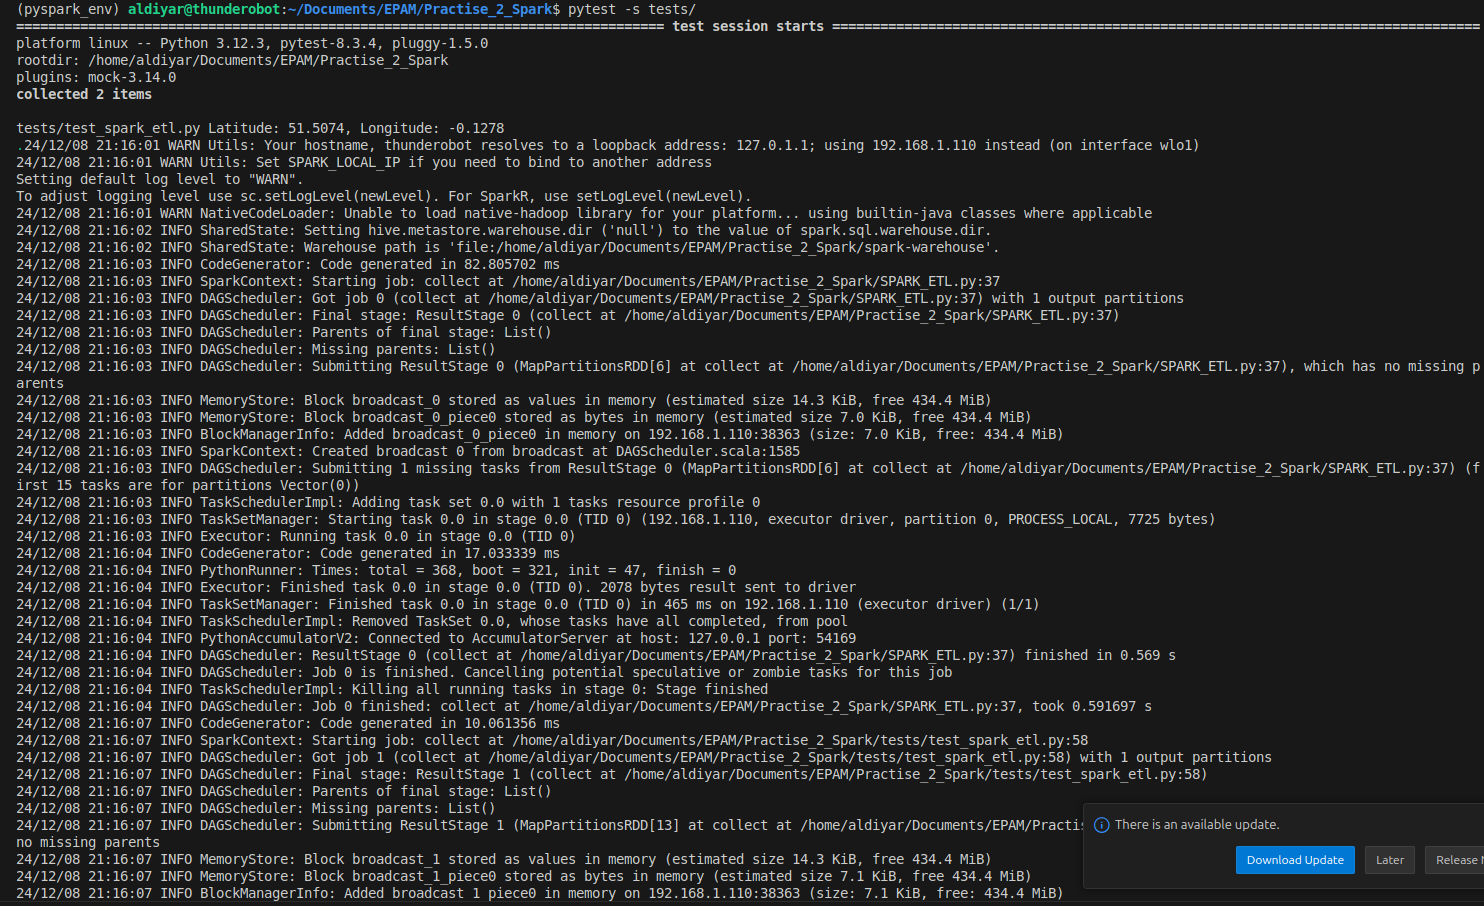 (pyspark_env) aldiyar@thunderobot:~/Documents/EPAM/Practise_2_Spark$ pytest -s tests/
================================================================================= test session starts =================================================================================
platform linux -- Python 3.12.3, pytest-8.3.4, pluggy-1.5.0
rootdir: /home/aldiyar/Documents/EPAM/Practise_2_Spark
plugins: mock-3.14.0
collected 2 items
tests/test_spark_etl.py Latitude: 51.5074, Longitude: -0.1278
.24/12/08 21:16:01 WARN Utils: Your hostname, thunderobot resolves to a loopback address: 127.0.1.1; using 192.168.1.110 instead (on interface wlo1)
24/12/08 21:16:01 WARN Utils: Set SPARK_LOCAL_IP if you need to bind to another address
Setting default log level to "WARN".
To adjust logging level use sc.setLogLevel(newLevel). For SparkR, use setLogLevel(newLevel).
24/12/08 21:16:01 WARN NativeCodeLoader: Unable to load native-hadoop library for your platform... using builtin-java classes where applicable
24/12/08 21:16:02 INFO SharedState: Setting hive.metastore.warehouse.dir ('null') to the value of spark.sql.warehouse.dir.
24/12/08 21:16:02 INFO SharedState: Warehouse path is 'file:/home/aldiyar/Documents/EPAM/Practise_2_Spark/spark-warehouse'.
24/12/08 21:16:03 INFO CodeGenerator: Code generated in 82.805702 ms
24/12/08 21:16:03 INFO SparkContext: Starting job: collect at /home/aldiyar/Documents/EPAM/Practise_2_Spark/SPARK_ETL.py:37
24/12/08 21:16:03 INFO DAGScheduler: Got job 0 (collect at /home/aldiyar/Documents/EPAM/Practise_2_Spark/SPARK_ETL.py:37) with 1 output partitions
24/12/08 21:16:03 INFO DAGScheduler: Final stage: ResultStage 0 (collect at /home/aldiyar/Documents/EPAM/Practise_2_Spark/SPARK_ETL.py:37)
24/12/08 21:16:03 INFO DAGScheduler: Parents of final stage: List()
24/12/08 21:16:03 INFO DAGScheduler: Missing parents: List()
24/12/08 21:16:03 INFO DAGScheduler: Submitting ResultStage 0 (MapPartitionsRDD[6] at collect at /home/aldiyar/Documents/EPAM/Practise_2_Spark/SPARK_ETL.py:37), which has no missing p
arents
24/12/08 21:16:03 INFO MemoryStore: Block broadcast_0 stored as values in memory (estimated size 14.3 KiB, free 434.4 MiB)
24/12/08 21:16:03 INFO MemoryStore: Block broadcast_0_piece0 stored as bytes in memory (estimated size 7.0 KiB, free 434.4 MiB)
24/12/08 21:16:03 INFO BlockManagerInfo: Added broadcast_0_piece0 in memory on 192.168.1.110:38363 (size: 7.0 KiB, free: 434.4 MiB)
24/12/08 21:16:03 INFO SparkContext: Created broadcast 0 from broadcast at DAGScheduler.scala:1585
24/12/08 21:16:03 INFO DAGScheduler: Submitting 1 missing tasks from ResultStage 0 (MapPartitionsRDD[6] at collect at /home/aldiyar/Documents/EPAM/Practise_2_Spark/SPARK_ETL.py:37) (f
irst 15 tasks are for partitions Vector(0))
24/12/08 21:16:03 INFO TaskSchedulerImpl: Adding task set 0.0 with 1 tasks resource profile 0
24/12/08 21:16:03 INFO TaskSetManager: Starting task 0.0 in stage 0.0 (TID 0) (192.168.1.110, executor driver, partition 0, PROCESS_LOCAL, 7725 bytes)
24/12/08 21:16:03 INFO Executor: Running task 0.0 in stage 0.0 (TID 0)
24/12/08 21:16:04 INFO CodeGenerator: Code generated in 17.033339 ms
24/12/08 21:16:04 INFO PythonRunner: Times: total = 368, boot = 321, init = 47, finish = 0
24/12/08 21:16:04 INFO Executor: Finished task 0.0 in stage 0.0 (TID 0). 2078 bytes result sent to driver
24/12/08 21:16:04 INFO TaskSetManager: Finished task 0.0 in stage 0.0 (TID 0) in 465 ms on 192.168.1.110 (executor driver) (1/1)
24/12/08 21:16:04 INFO TaskSchedulerImpl: Removed TaskSet 0.0, whose tasks have all completed, from pool
24/12/08 21:16:04 INFO PythonAccumulatorV2: Connected to AccumulatorServer at host: 127.0.0.1 port: 54169
24/12/08 21:16:04 INFO DAGScheduler: ResultStage 0 (collect at /home/aldiyar/Documents/EPAM/Practise_2_Spark/SPARK_ETL.py:37) finished in 0.569 s
24/12/08 21:16:04 INFO DAGScheduler: Job 0 is finished. Cancelling potential speculative or zombie tasks for this job
24/12/08 21:16:04 INFO TaskSchedulerImpl: Killing all running tasks in stage 0: Stage finished
24/12/08 21:16:04 INFO DAGScheduler: Job 0 finished: collect at /home/aldiyar/Documents/EPAM/Practise_2_Spark/SPARK_ETL.py:37, took 0.591697 s
24/12/08 21:16:07 INFO CodeGenerator: Code generated in 10.061356 ms
24/12/08 21:16:07 INFO SparkContext: Starting job: collect at /home/aldiyar/Documents/EPAM/Practise_2_Spark/tests/test_spark_etl.py:58
24/12/08 21:16:07 INFO DAGScheduler: Got job 1 (collect at /home/aldiyar/Documents/EPAM/Practise_2_Spark/tests/test_spark_etl.py:58) with 1 output partitions
24/12/08 21:16:07 INFO DAGScheduler: Final stage: ResultStage 1 (collect at /home/aldiyar/Documents/EPAM/Practise_2_Spark/tests/test_spark_etl.py:58)
24/12/08 21:16:07 INFO DAGScheduler: Parents of final stage: List()
24/12/08 21:16:07 INFO DAGScheduler: Missing parents: List()
24/12/08 21:16:07 INFO DAGScheduler: Submitting ResultStage 1 (MapPartitionsRDD[13] at collect at /home/aldiyar/Documents/EPAM/Practis
no missing parents
24/12/08 21:16:07 INFO MemoryStore: Block broadcast_1 stored as values in memory (estimated size 14.3 KiB, free 434.4 MiB)
24/12/08 21:16:07 INFO MemoryStore: Block broadcast_1_piece0 stored as bytes in memory (estimated size 7.1 KiB, free 434.4 MiB)
24/12/08 21:16:07 INFO BlockManagerInfo: Added broadcast_1_piece0 in memory on 192.168.1.110:38363 (size: 7.1 KiB, free: 434.4 MiB)
There is an available update.
Download Update
Later
Release